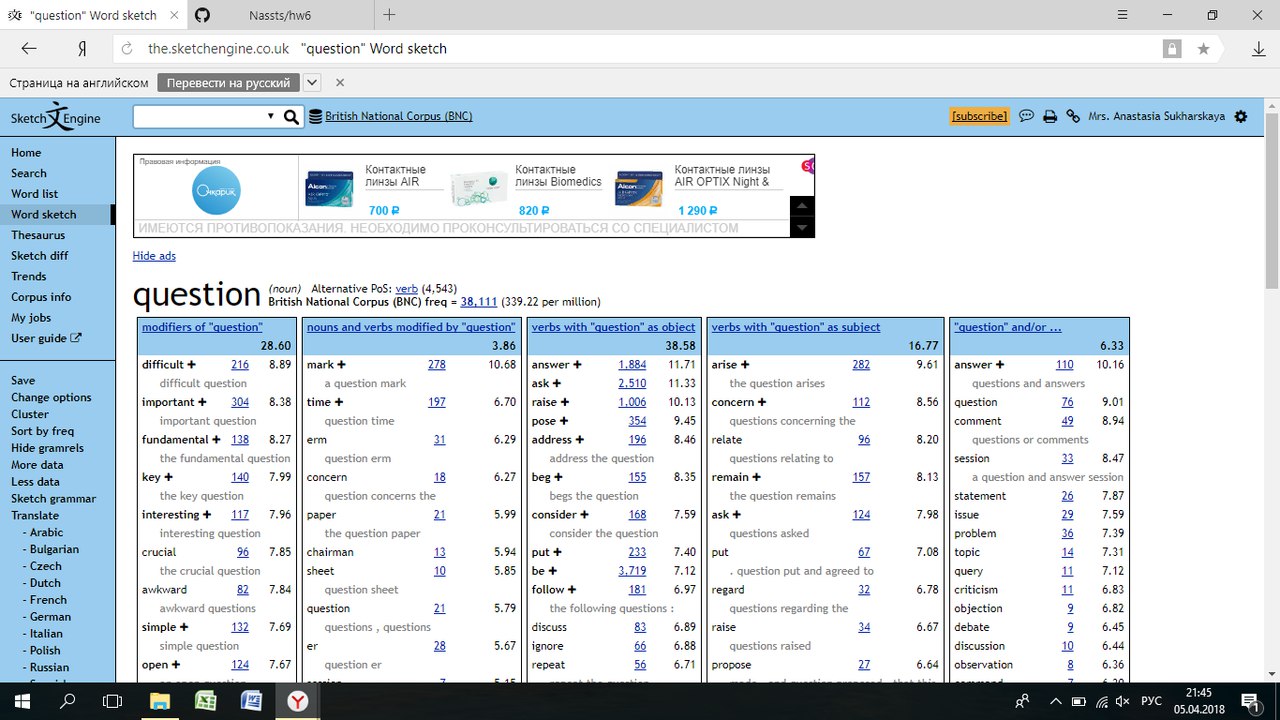 "question" Word sketch
Nassts/hw6
the.sketchengine.co.uk "question" Word sketch
Страница на английском Перевести на русский
Sketch Engine
British National Corpus (BNC)
[subscribe] Mrs. Anastasia Sukharskaya
Home
Search
Word list
Word sketch
Thesaurus
Sketch diff
Trends
Corpus info
My jobs
User guide
Save
Change options
Cluster
Sort by freq
Hide gramrels
More data
Less data
Sketch grammar
Translate
- Arabic
- Bulgarian
- Czech
- Dutch
- French
- German
- Italian
- Polish
- Russian
Правовая информация
Очкарик
Контактные линзы AIR
700 ₽
Контактные линзы Biomedics
820 ₽
Контактные линзы AIR OPTIX Night &
1 290 ₽
ИМЕЮТСЯ ПРОТИВОПОКАЗАНИЯ. НЕОБХОДИМО ПРОКОНСУЛЬТИРОВАТЬСЯ СО СПЕЦИАЛИСТОМ
Hide ads
question (noun) Alternative PoS: verb (4,543)
British National Corpus (BNC) freq = 38,111 (339.22 per million)
modifiers of "question"
28.60
difficult + 216 8.89
difficult question
important + 304 8.38
important question
fundamental + 138 8.27
the fundamental question
key + 140 7.99
the key question
interesting + 117 7.96
interesting question
crucial 96 7.85
the crucial question
awkward 82 7.84
awkward questions
simple + 132 7.69
simple question
open + 124 7.67
nouns and verbs modified by "question"
3.86
mark + 278 10.68
a question mark
time + 197 6.70
question time
erm 31 6.29
question erm
concern 18 6.27
question concerns the
paper 21 5.99
the question paper
chairman 13 5.94
sheet 10 5.85
question sheet
question 21 5.79
questions , questions
er 28 5.67
question er
verbs with "question" as object
38.58
answer + 1,884 11.71
ask + 2,510 11.33
raise + 1,006 10.13
pose + 354 9.45
address + 196 8.46
address the question
beg + 155 8.35
begs the question
consider + 168 7.59
consider the question
put + 233 7.40
be + 3,719 7.12
follow + 181 6.97
the following questions :
discuss 83 6.89
ignore 66 6.88
repeat 56 6.71
verbs with "question" as subject
16.77
arise + 282 9.61
the question arises
concern + 112 8.56
questions concerning the
relate 96 8.20
questions relating to
remain + 157 8.13
the question remains
ask + 124 7.98
questions asked
put 67 7.08
. question put and agreed to
regard 32 6.78
questions regarding the
raise 34 6.67
questions raised
propose 27 6.64
"question" and/or ...
6.33
answer + 110 10.16
questions and answers
question 76 9.01
comment 49 8.94
questions or comments
session 33 8.47
a question and answer session
statement 26 7.87
issue 29 7.59
problem 36 7.39
topic 14 7.31
query 11 7.12
criticism 11 6.83
objection 9 6.82
debate 9 6.45
discussion 10 6.44
observation 8 6.36
РУС
21:45
05.04.2018